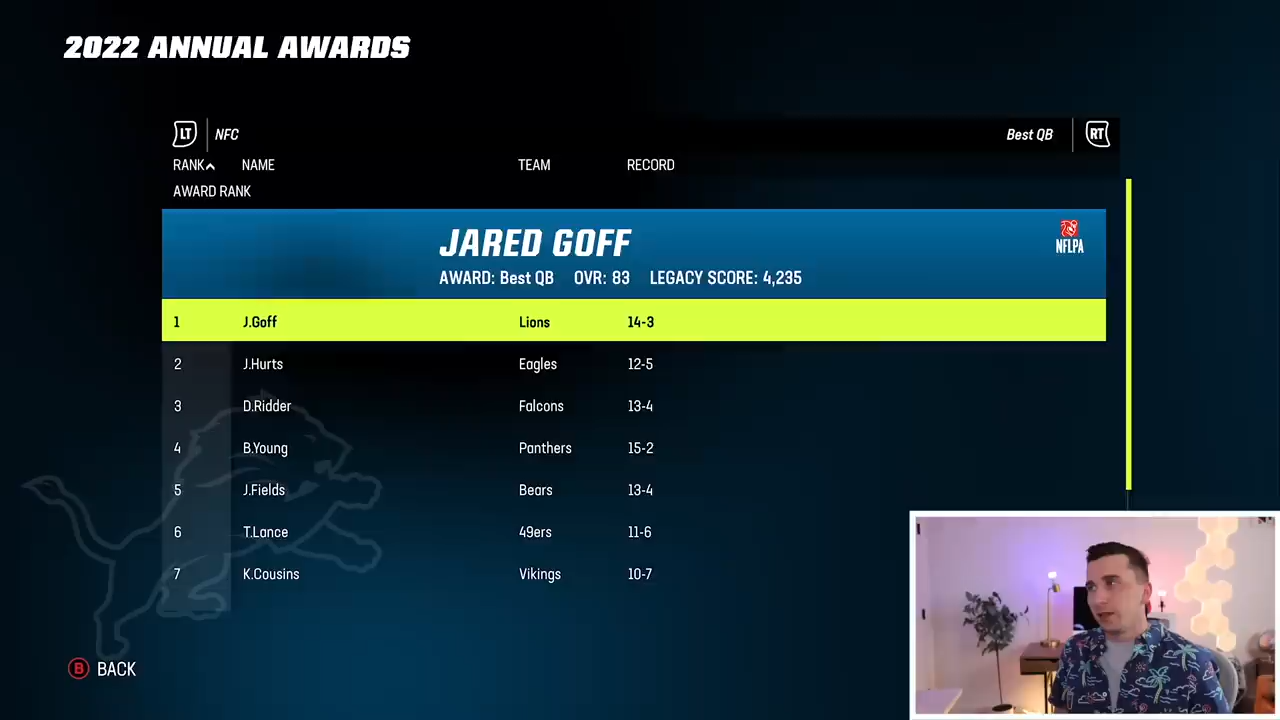 2022 ANNUAL AWARDS
LT NFC Best QB RT
RANK NAME TEAM RECORD
AWARD RANK
JARED GOFF
AWARD: Best QB OVR: 83 LEGACY SCORE: 4,235
NFLPA
1 J.Goff Lions 14-3
2 J.Hurts Eagles 12-5
3 D.Ridder Falcons 13-4
4 B.Young Panthers 15-2
5 J.Fields Bears 13-4
6 T.Lance 49ers 11-6
7 K.Cousins Vikings 10-7
B BACK